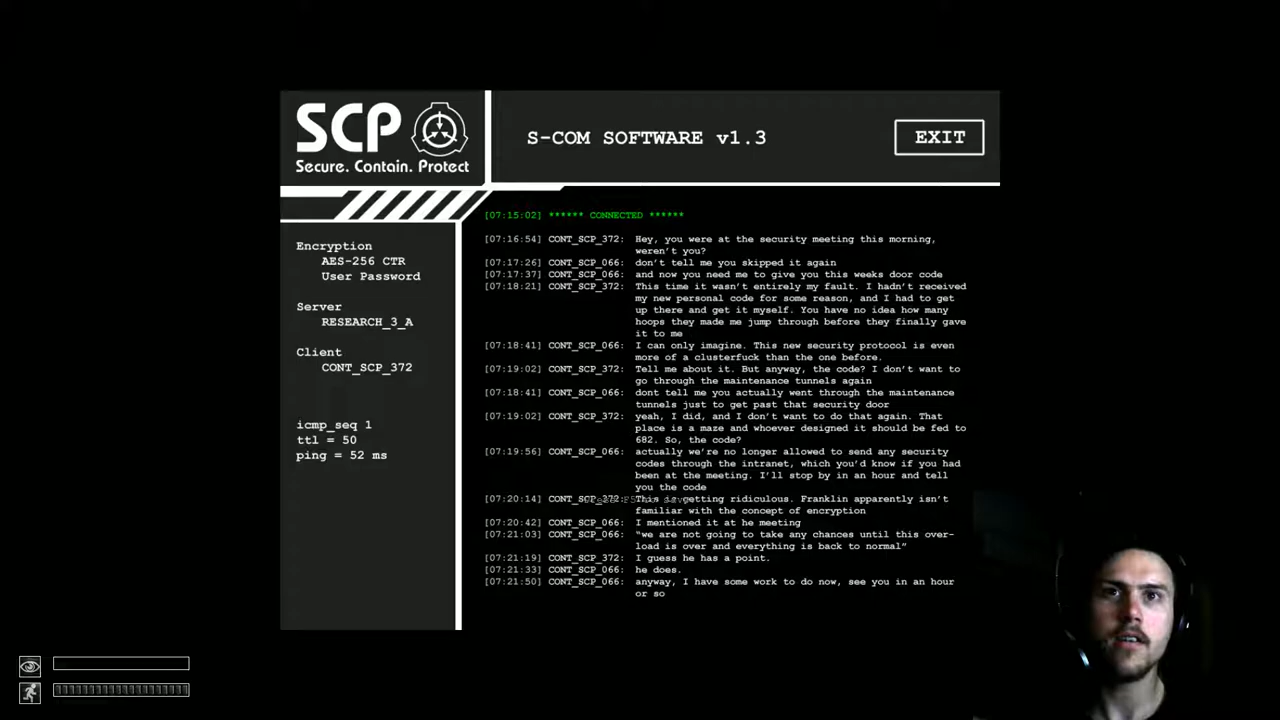 SCP
Secure. Contain. Protect
S-COM SOFTWARE v1.3
EXIT
Encryption
AES-256 CTR
User Password
Server
RESEARCH_3_A
Client
CONT_SCP_372
icmp_seq 1
ttl = 50
ping = 52 ms
[07:15:02] ****** CONNECTED ******
[07:16:54] CONT_SCP_372: Hey, you were at the security meeting this morning,
weren't you?
[07:17:26] CONT_SCP_066: don't tell me you skipped it again
[07:17:37] CONT_SCP_066: and now you need me to give you this weeks door code
[07:18:21] CONT_SCP_372: This time it wasn't entirely my fault. I hadn't received
my new personal code for some reason, and I had to get
up there and get it myself. You have no idea how many
hoops they made me jump through before they finally gave
it to me
[07:18:41] CONT_SCP_066: I can only imagine. This new security protocol is even
more of a clusterfuck than the one before.
[07:19:02] CONT_SCP_372: Tell me about it. But anyway, the code? I don't want to
go through the maintenance tunnels again
[07:18:41] CONT_SCP_066: dont tell me you actually went through the maintenance
tunnels just to get past that security door
[07:19:02] CONT_SCP_372: yeah, I did, and I don't want to do that again. That
place is a maze and whoever designed it should be fed to
682. So, the code?
[07:19:56] CONT_SCP_066: actually we're no longer allowed to send any security
codes through the intranet, which you'd know if you had
been at the meeting. I'll stop by in an hour and tell
you the code
[07:20:14] CONT_SCP_372: This is getting ridiculous. Franklin apparently isn't
familiar with the concept of encryption
[07:20:42] CONT_SCP_066: I mentioned it at he meeting
[07:21:03] CONT_SCP_066: "we are not going to take any chances until this over-
load is over and everything is back to normal"
[07:21:19] CONT_SCP_372: I guess he has a point.
[07:21:33] CONT_SCP_066: he does.
[07:21:50] CONT_SCP_066: anyway, I have some work to do now, see you in an hour
or so